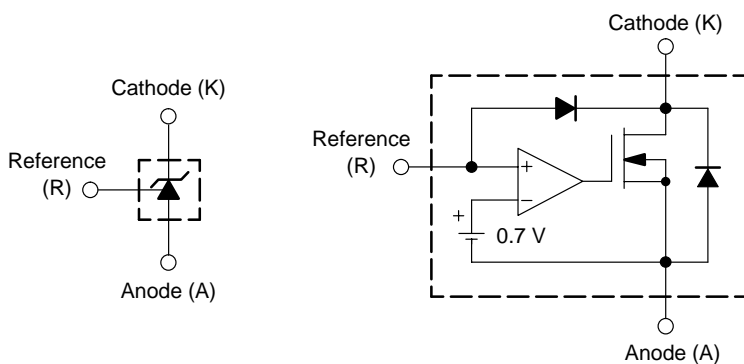 Cathode (K)
Reference
(R)
Anode (A)
Cathode (K)
Reference
(R)
+
−
+
0.7 V
Anode (A)